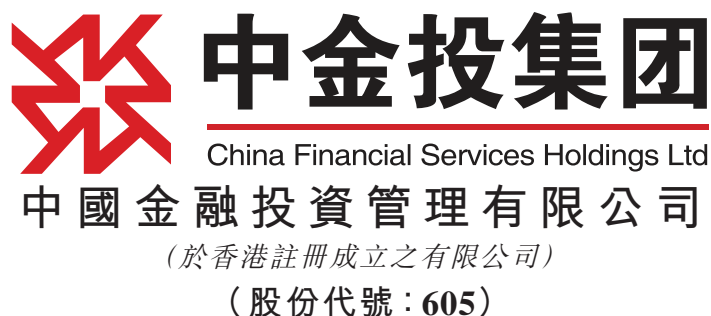 中金投集团
China Financial Services Holdings Ltd
中國金融投資管理有限公司
(於香港註冊成立之有限公司)
(股份代號：605)